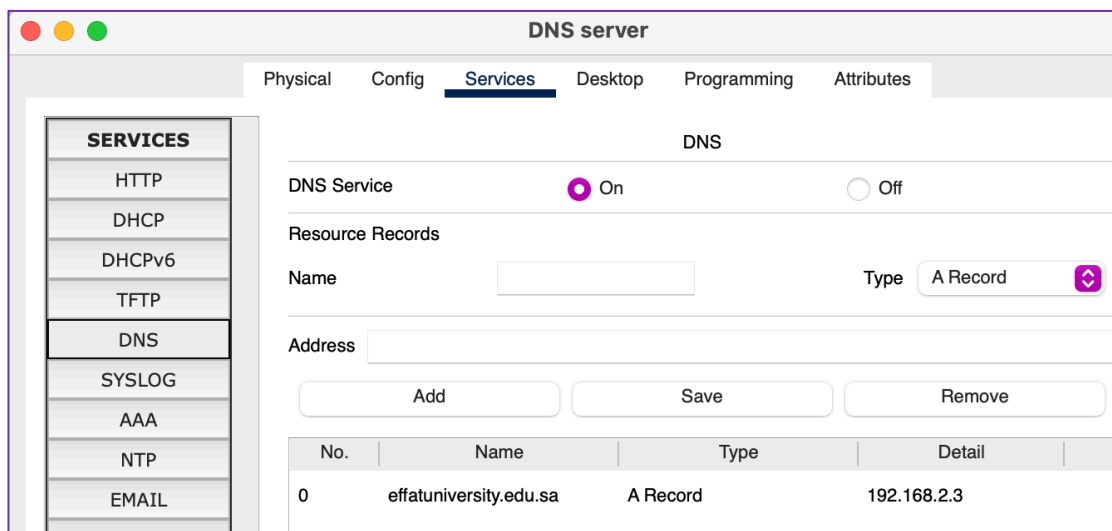 DNS server
Physical Config Services Desktop Programming Attributes
SERVICES
HTTP
DHCP
DHCPv6
TFTP
DNS
SYSLOG
AAA
NTP
EMAIL
DNS
DNS Service On Off
Resource Records
Name Type A Record
Address
Add Save Remove
No. Name Type Detail
0 effatuniversity.edu.sa A Record 192.168.2.3